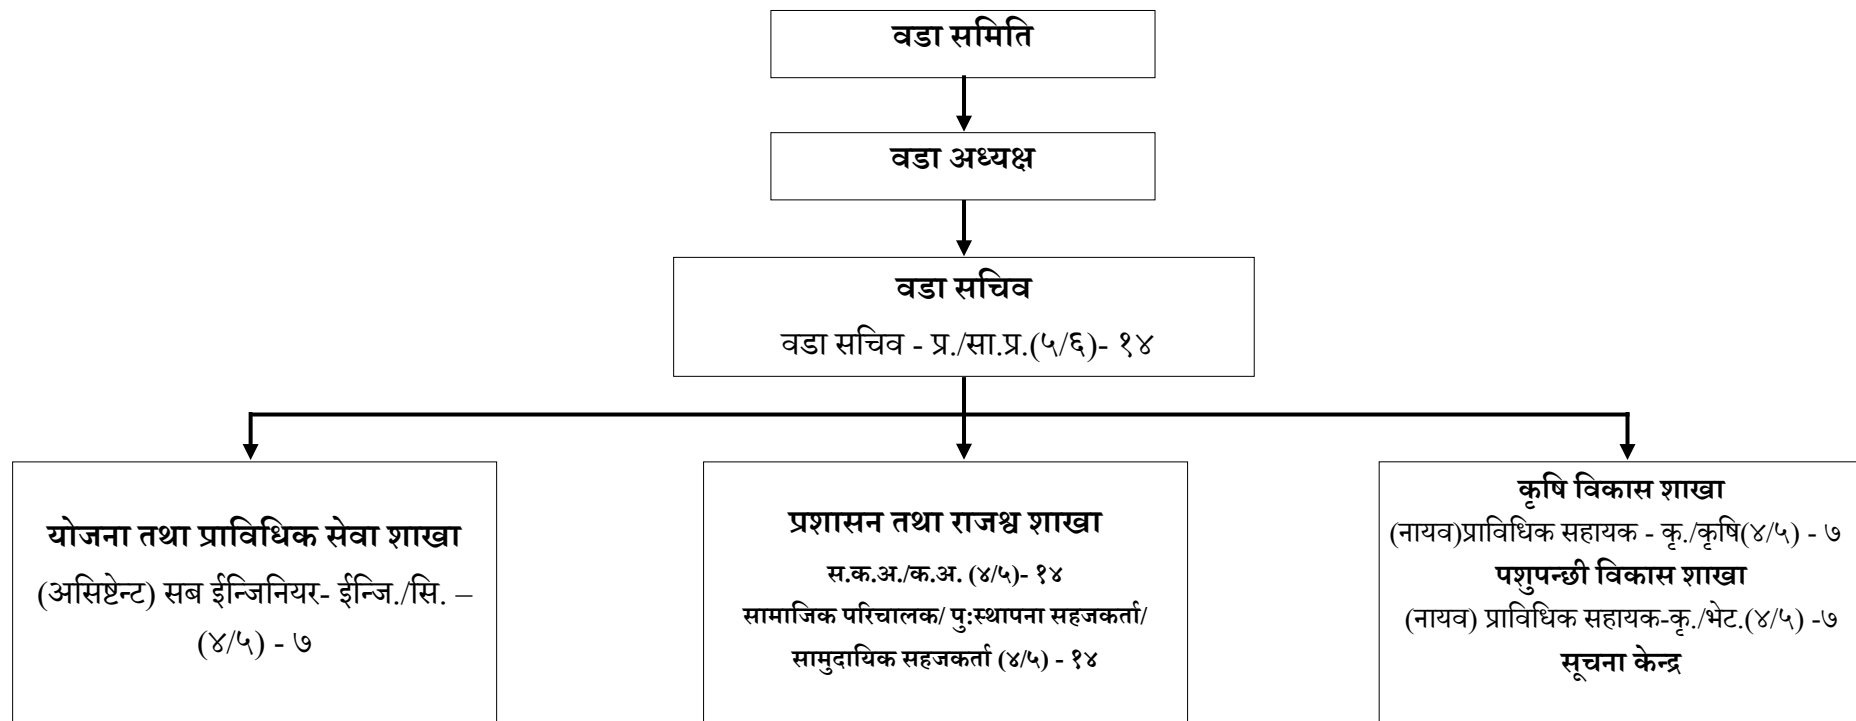 वडा समिति
वडा अध्यक्ष
वडा सचिव
वडा सचिव - प्र./सा.प्र.(५/६)- १४
योजना तथा प्राविधिक सेवा शाखा
(असिष्टेन्ट) सब ईन्जिनियर- ईन्जि./सि. –
(४/५) - ७
प्रशासन तथा राजश्व शाखा
स.क.अ./क.अ. (४/५)- १४
सामाजिक परिचालक/ पु:स्थापना सहजकर्ता/
सामुदायिक सहजकर्ता (४/५) - १४
कृषि विकास शाखा
(नायव)प्राविधिक सहायक - कृ./कृषि(४/५) - ७
पशुपन्छी विकास शाखा
(नायव) प्राविधिक सहायक-कृ./भेट.(४/५) -७
सूचना केन्द्र